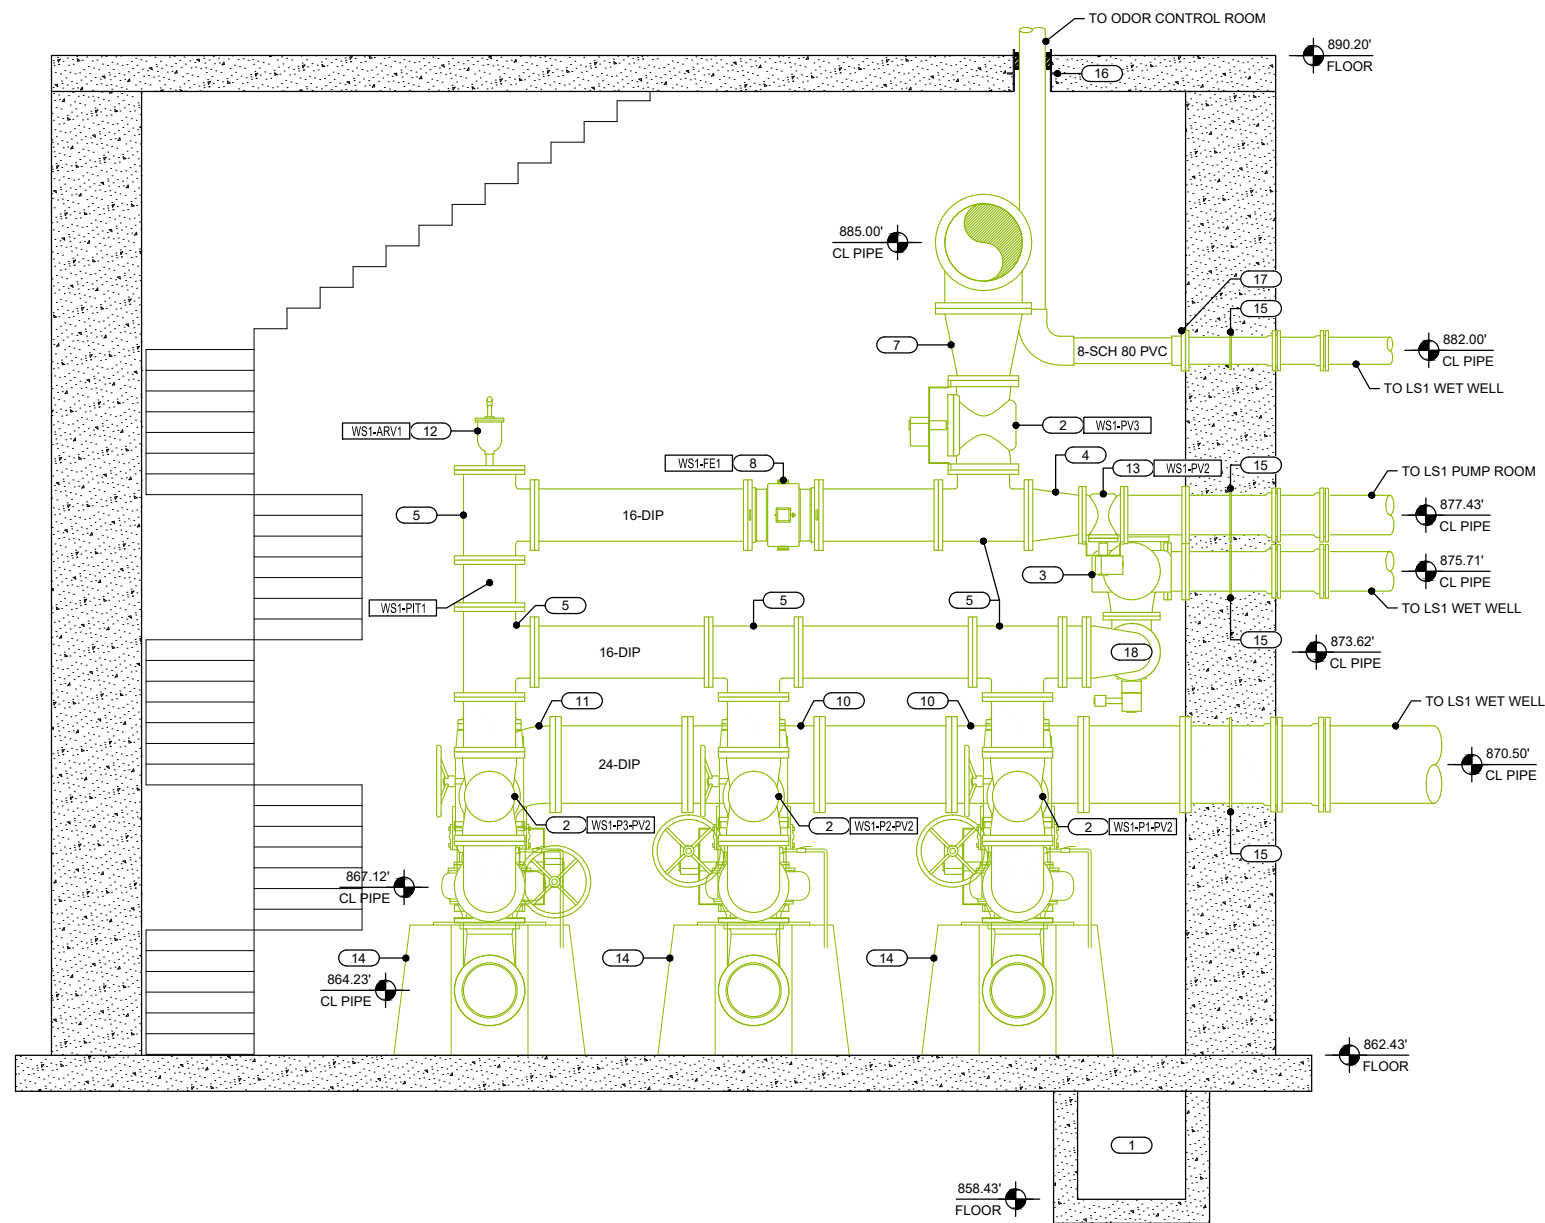 TO ODOR CONTROL ROOM
890.20'
FLOOR
16
885.00'
CL PIPE
17
15
7
8-SCH 80 PVC
882.00'
CL PIPE
TO LS1 WET WELL
WS1-ARV1 12
2 WS1-PV3
WS1-FE1 8
4
13 WS1-PV2
15
TO LS1 PUMP ROOM
5
16-DIP
877.43'
CL PIPE
3
875.71'
CL PIPE
WS1-PIT1
5
5
5
TO LS1 WET WELL
15
16-DIP
18
873.62'
CL PIPE
11
10
10
TO LS1 WET WELL
24-DIP
870.50'
CL PIPE
2 WS1-P3-PV2
2 WS1-P2-PV2
2 WS1-P1-PV2
15
867.12'
CL PIPE
14
14
14
864.23'
CL PIPE
862.43'
FLOOR
1
858.43'
FLOOR